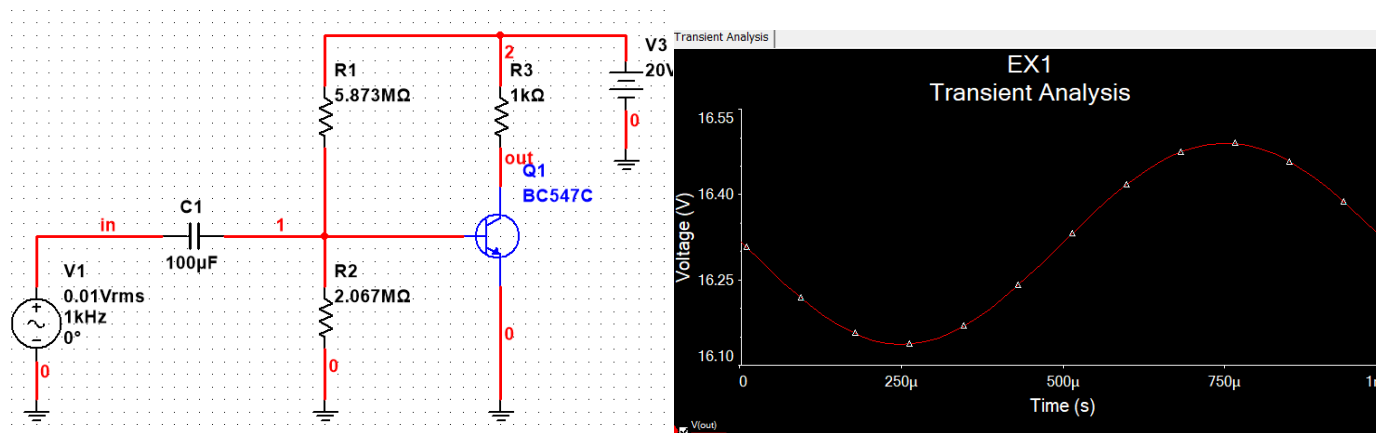 V3
20V
0
2
R1
5.873MΩ
R3
1kΩ
out
Q1
BC547C
C1
100µF
in
1
V1
0.01Vrms
1kHz
0°
R2
2.067MΩ
0
0
0
Transient Analysis
EX1
Transient Analysis
Voltage (V)
16.55
16.40
16.25
16.10
0
250µ
500µ
750µ
Time (s)
V(out)